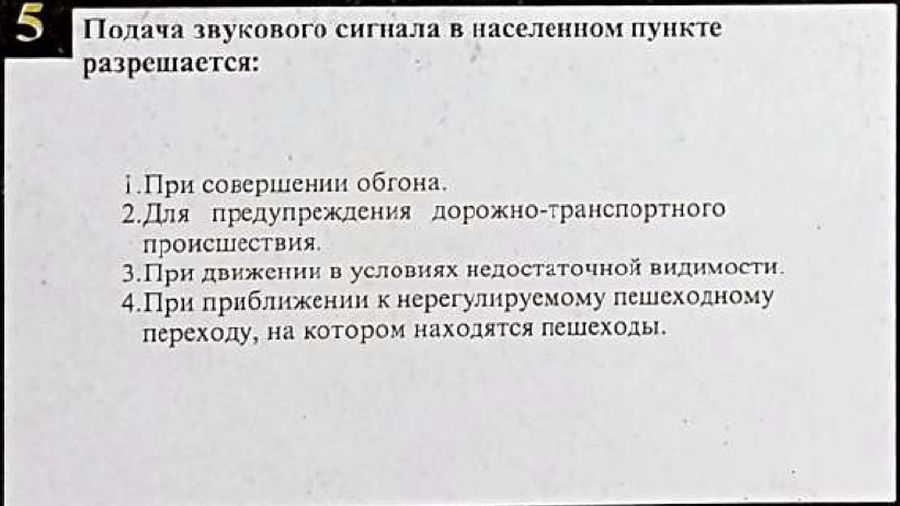 5
Подача звукового сигнала в населенном пункте
разрешается:
1.При совершении обгона.
2.Для предупреждения дорожно-транспортного
происшествия.
3.При движении в условиях недостаточной видимости.
4.При приближении к нерегулируемому пешеходному
переходу, на котором находятся пешеходы.